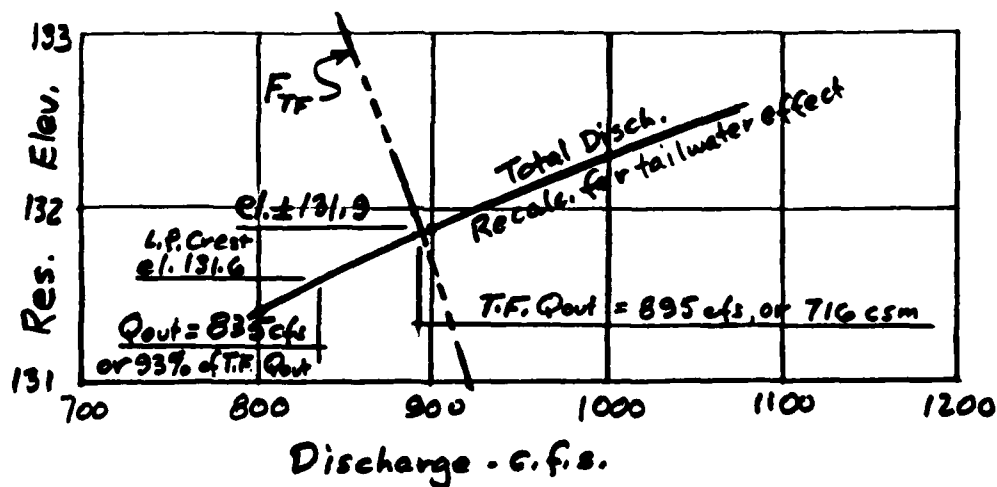 133
F_TF
Total Disch.
Recalc. for tailwater effect
Res. Elev.
132
el. ± 131.9
L.P. Crest
el. 131.6
T.F. Qout = 895 cfs, or 716 csm
Qout = 835 cfs
or 93% of T.F. Qout
131
700 800 900 1000 1100 1200
Discharge - c.f.s.